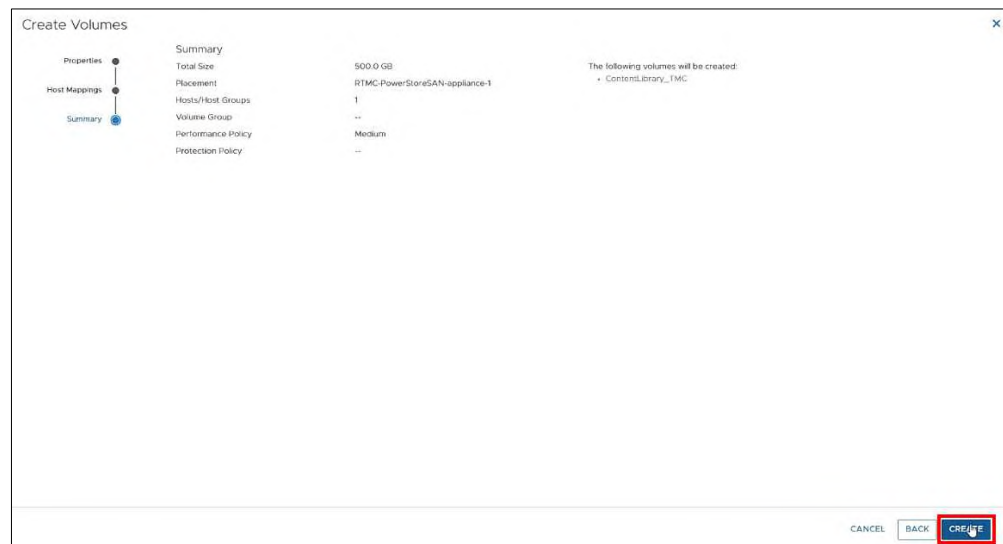 Create Volumes
×
Properties
Host Mappings
Summary
Summary
Total Size 500.0 GB
Placement RTMC-PowerStoreSAN-appliance-1
Hosts/Host Groups 1
Volume Group --
Performance Policy Medium
Protection Policy --
The following volumes will be created:
• ContentLibrary_TMC
CANCEL BACK CREATE